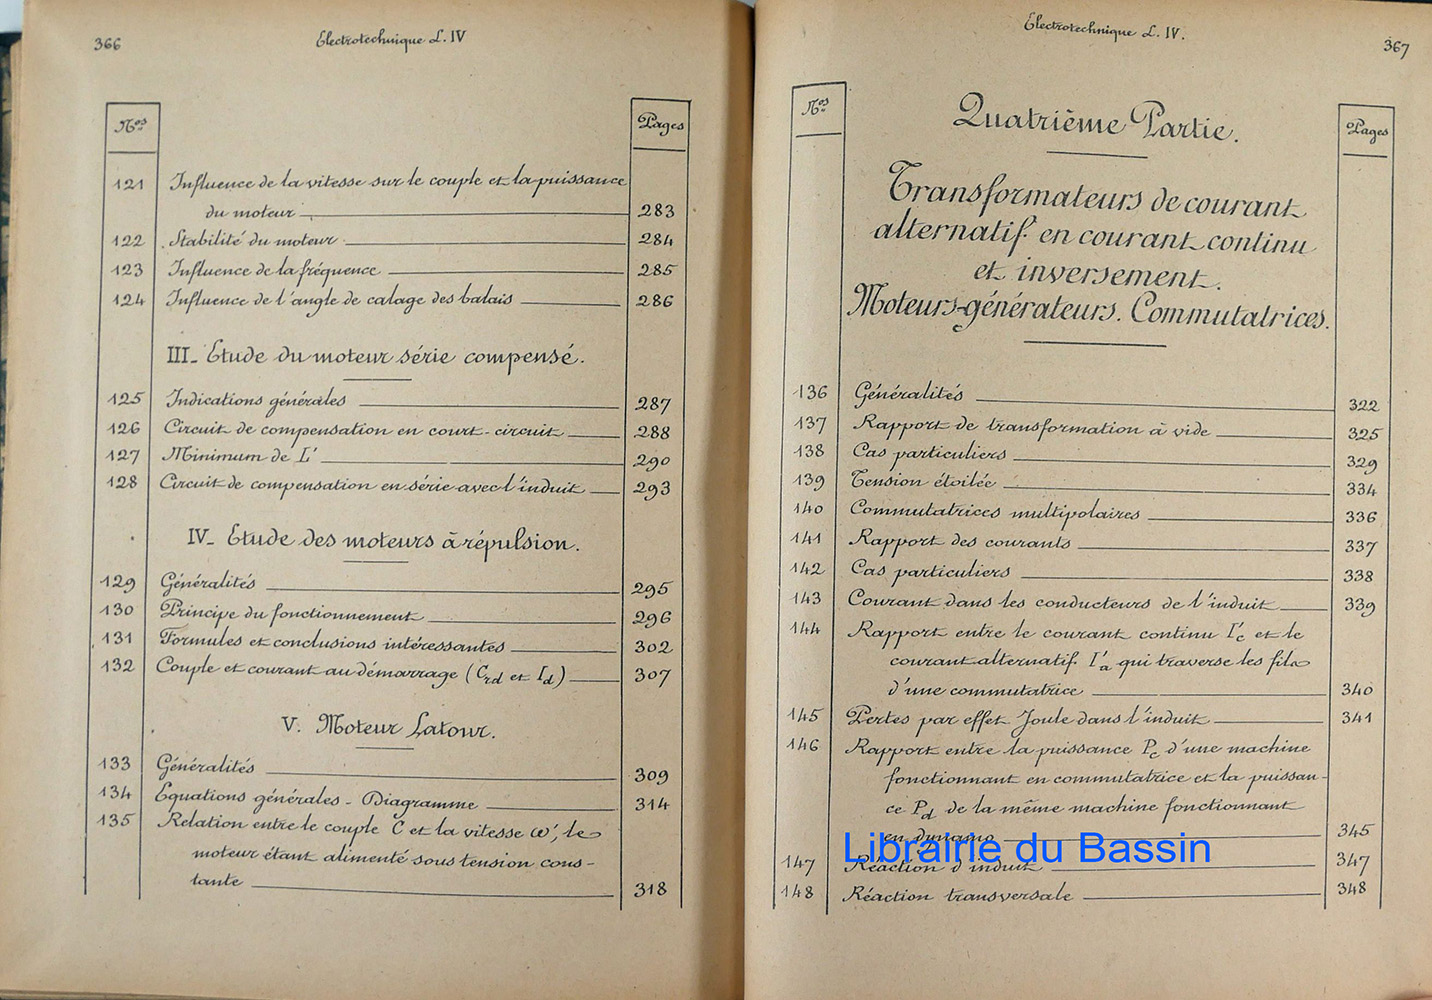 366
Electrotechnique L. IV
Nos
Pages
121 Influence de la vitesse sur le couple et la puissance
du moteur 283
122 Stabilité du moteur 284
123 Influence de la fréquence 285
124 Influence de l'angle de calage des balais 286
III_ Etude du moteur série compensé.
125 Indications générales 287
126 Circuit de compensation en court-circuit 288
127 Minimum de I' 290
128 Circuit de compensation en série avec l'induit 293
IV_ Etude des moteurs à répulsion.
129 Généralités 295
130 Principe du fonctionnement 296
131 Formules et conclusions intéressantes 302
132 Couple et courant au démarrage (Crd et Id) 307
V. Moteur Latour.
133 Généralités 309
134 Equations générales - Diagramme 314
135 Relation entre le couple C et la vitesse ω', le
moteur étant alimenté sous tension cons-
tante 318
Electrotechnique L. IV.
367
Nos
Pages
Quatrième Partie.
Transformateurs de courant
alternatif en courant continu
et inversement.
Moteurs-générateurs. Commutatrices.
136 Généralités 322
137 Rapport de transformation à vide 325
138 Cas particuliers 329
139 Tension étoilée 334
140 Commutatrices multipolaires 336
141 Rapport des courants 337
142 Cas particuliers 338
143 Courant dans les conducteurs de l'induit 339
144 Rapport entre le courant continu I'c et le
courant alternatif I'a qui traverse les fils
d'une commutatrice 340
145 Pertes par effet Joule dans l'induit 341
146 Rapport entre la puissance Pc d'une machine
fonctionnant en commutatrice et la puissan-
ce Pd de la même machine fonctionnant
en dynamo 345
Librairie du Bassin
147 Réaction d'induit 347
148 Réaction transversale 348